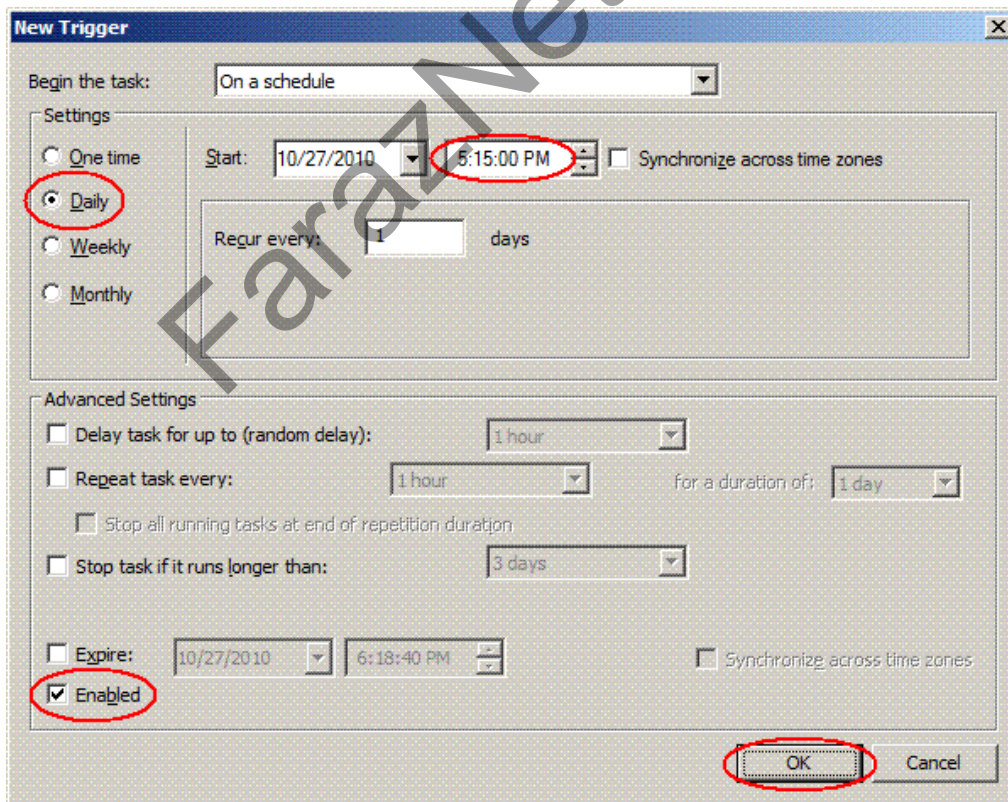 New Trigger
Begin the task: On a schedule
Settings
One time
Start: 10/27/2010 5:15:00 PM Synchronize across time zones
Daily
Recur every: 1 days
Weekly
Monthly
Advanced Settings
Delay task for up to (random delay): 1 hour
Repeat task every: 1 hour for a duration of: 1 day
Stop all running tasks at end of repetition duration
Stop task if it runs longer than: 3 days
Expire: 10/27/2010 6:18:40 PM Synchronize across time zones
Enabled
OK Cancel